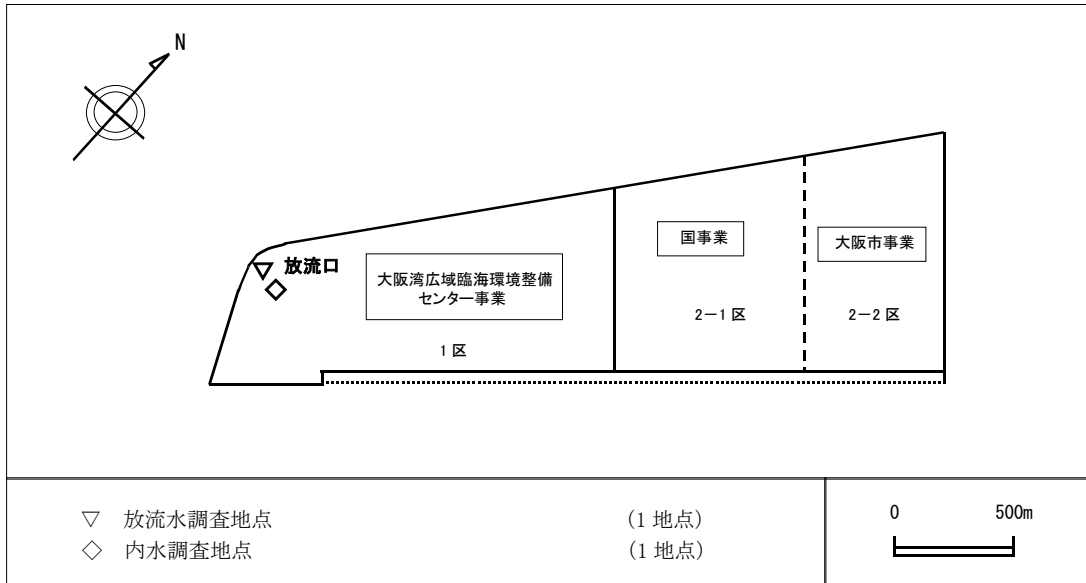 N
放流口
大阪湾広域臨海環境整備
センター事業
1区
国事業
2－1区
大阪市事業
2－2区
▽ 放流水調査地点 （1地点）
◇ 内水調査地点 （1地点）
0 500m